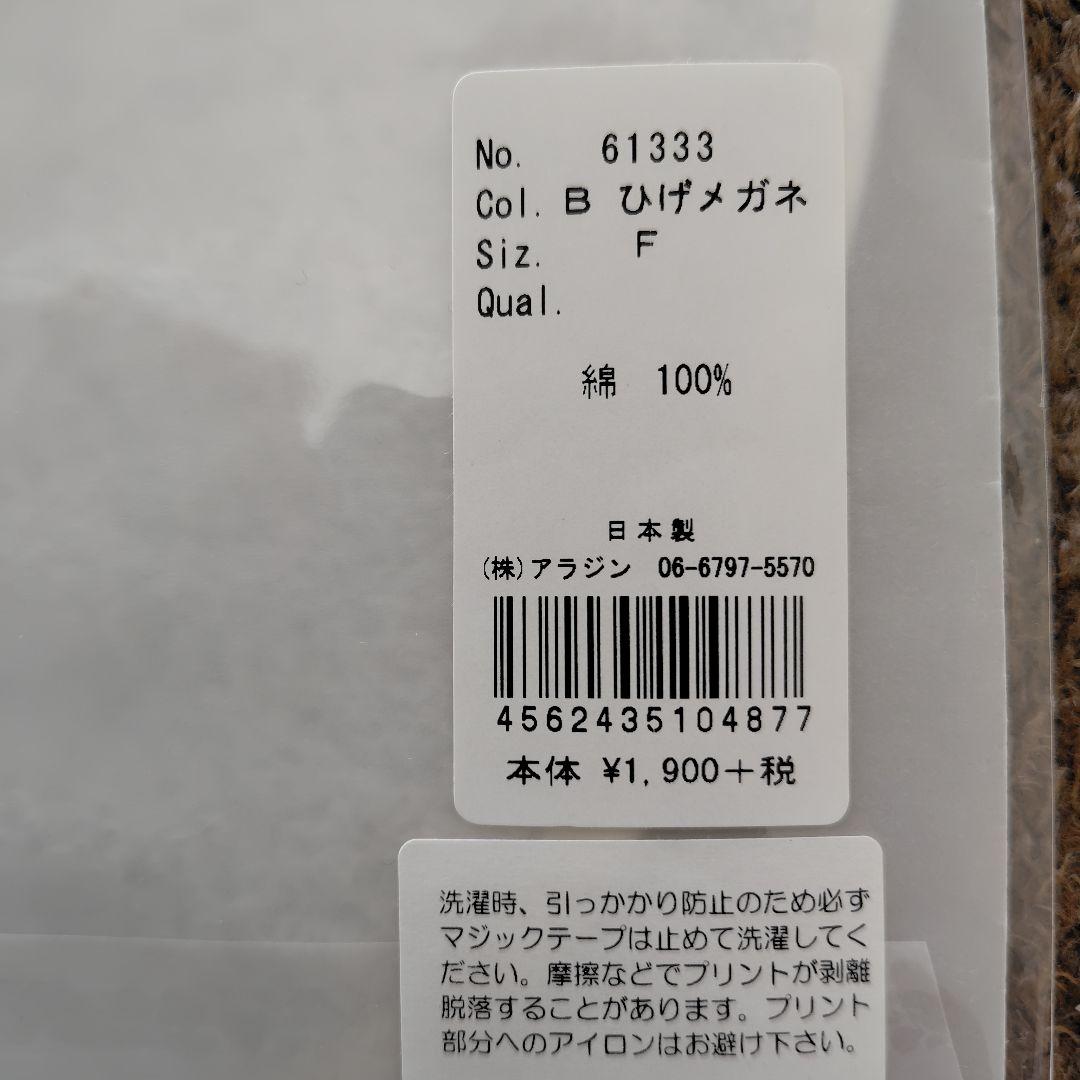 No. 61333
Col. B ひげメガネ
Siz. F
Qual.
綿 100%
日本製
(株)アラジン 06-6797-5570
4562435104877
本体 ¥1,900+税
洗濯時、引っかかり防止のため必ず
マジックテープは止めて洗濯してく
ださい。摩擦などでプリントが剥離
脱落することがあります。プリント
部分へのアイロンはお避け下さい。